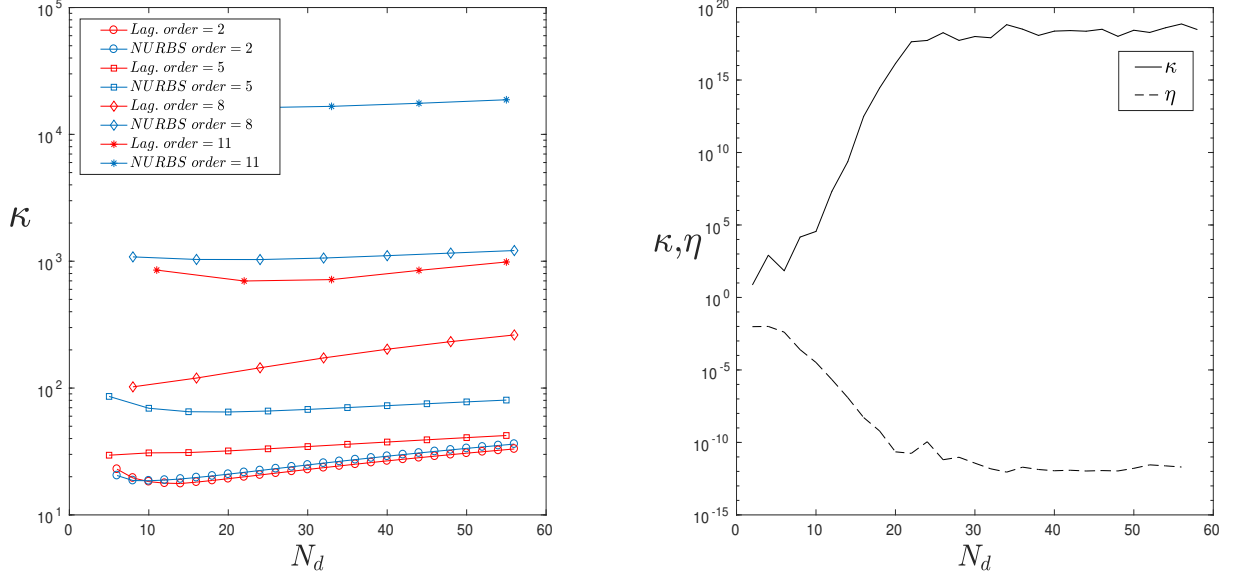 10^5
10^4
10^3
10^2
10^1
κ
Lag. order = 2
NURBS order = 2
Lag. order = 5
NURBS order = 5
Lag. order = 8
NURBS order = 8
Lag. order = 11
NURBS order = 11
0 10 20 30 40 50 60
N_d
10^20
10^15
10^10
10^5
10^0
10^-5
10^-10
10^-15
κ,η
κ
η
0 10 20 30 40 50 60
N_d